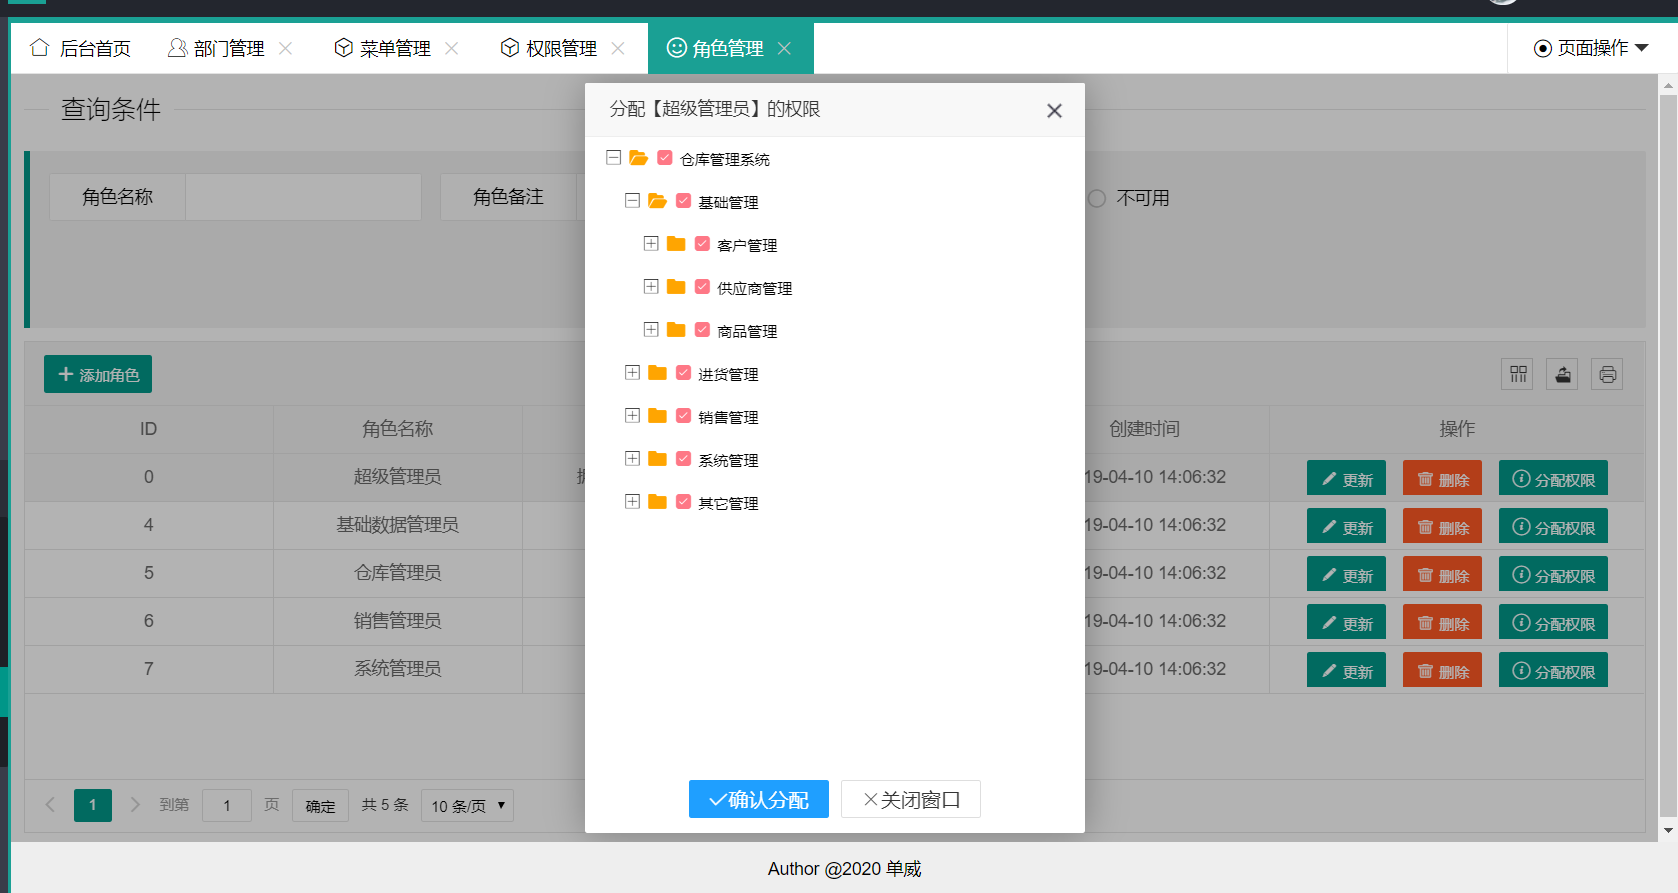 后台首页 部门管理 菜单管理 权限管理 角色管理 页面操作
查询条件
分配【超级管理员】的权限
角色名称 角色备注 不可用
仓库管理系统
基础管理
客户管理
供应商管理
商品管理
进货管理
销售管理
系统管理
其它管理
添加角色
ID 角色名称 创建时间 操作
0 超级管理员 19-04-10 14:06:32 更新 删除 分配权限
4 基础数据管理员 19-04-10 14:06:32 更新 删除 分配权限
5 仓库管理员 19-04-10 14:06:32 更新 删除 分配权限
6 销售管理员 19-04-10 14:06:32 更新 删除 分配权限
7 系统管理员 19-04-10 14:06:32 更新 删除 分配权限
1 到第 1 页 确定 共 5 条 10 条/页
确认分配 关闭窗口
Author @2020 单威